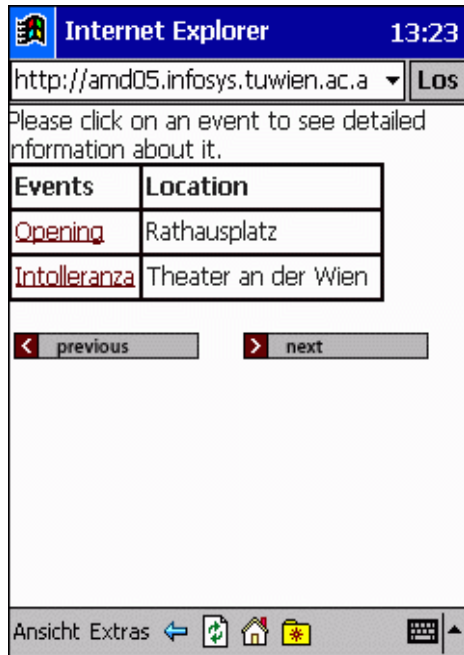 Internet Explorer 13:23
http://amd05.infosys.tuwien.ac.a Los
Please click on an event to see detailed
nformation about it.
Events Location
Opening Rathausplatz
Intolleranza Theater an der Wien
previous next
Ansicht Extras